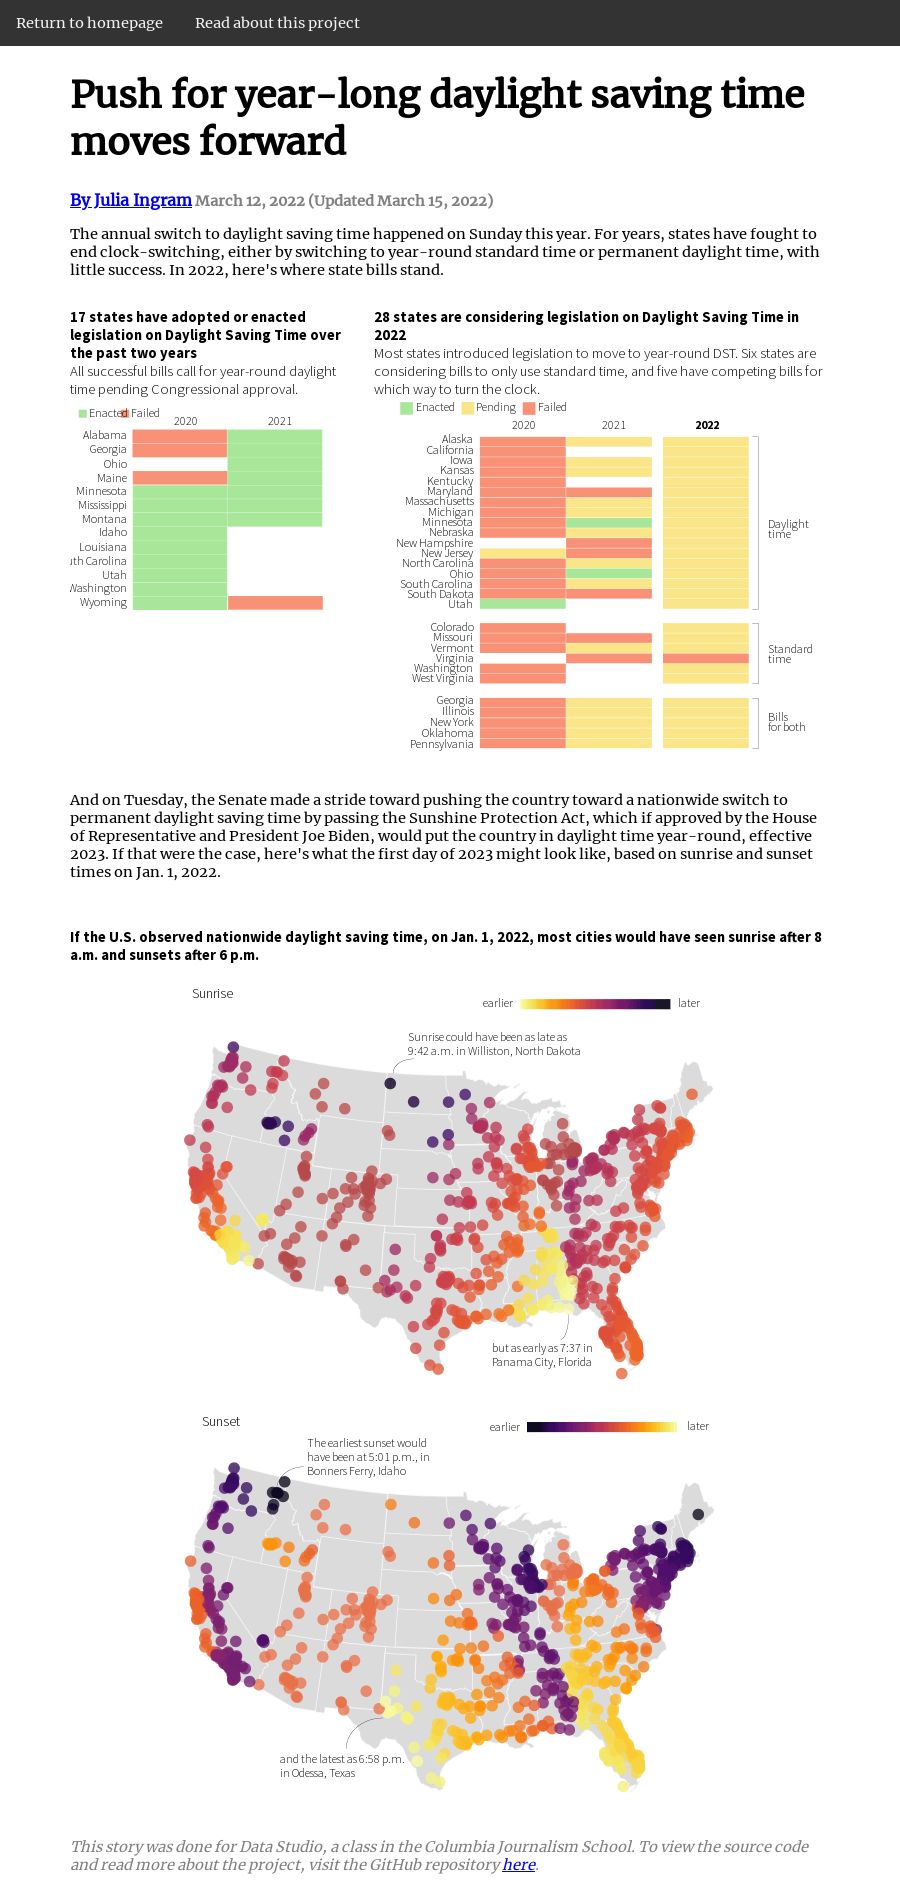 Return to homepage Read about this project
Push for year-long daylight saving time
moves forward
By Julia Ingram March 12, 2022 (Updated March 15, 2022)
The annual switch to daylight saving time happened on Sunday this year. For years, states have fought to
end clock-switching, either by switching to year-round standard time or permanent daylight time, with
little success. In 2022, here's where state bills stand.
17 states have adopted or enacted
legislation on Daylight Saving Time over
the past two years
All successful bills call for year-round daylight
time pending Congressional approval.
Enacted Failed
2020 2021
Alabama
Georgia
Ohio
Maine
Minnesota
Mississippi
Montana
Idaho
Louisiana
uth Carolina
Utah
Washington
Wyoming
28 states are considering legislation on Daylight Saving Time in
2022
Most states introduced legislation to move to year-round DST. Six states are
considering bills to only use standard time, and five have competing bills for
which way to turn the clock.
Enacted Pending Failed
2020 2021 2022
Alaska
California
Iowa
Kansas
Kentucky
Maryland
Massachusetts
Michigan
Minnesota
Nebraska
New Hampshire
New Jersey
North Carolina
Ohio
South Carolina
South Dakota
Utah
Daylight
time
Colorado
Missouri
Vermont
Virginia
Washington
West Virginia
Standard
time
Georgia
Illinois
New York
Oklahoma
Pennsylvania
Bills
for both
And on Tuesday, the Senate made a stride toward pushing the country toward a nationwide switch to
permanent daylight saving time by passing the Sunshine Protection Act, which if approved by the House
of Representative and President Joe Biden, would put the country in daylight time year-round, effective
2023. If that were the case, here's what the first day of 2023 might look like, based on sunrise and sunset
times on Jan. 1, 2022.
If the U.S. observed nationwide daylight saving time, on Jan. 1, 2022, most cities would have seen sunrise after 8
a.m. and sunsets after 6 p.m.
Sunrise
earlier later
Sunrise could have been as late as
9:42 a.m. in Williston, North Dakota
but as early as 7:37 in
Panama City, Florida
Sunset
earlier later
The earliest sunset would
have been at 5:01 p.m., in
Bonners Ferry, Idaho
and the latest as 6:58 p.m.
in Odessa, Texas
This story was done for Data Studio, a class in the Columbia Journalism School. To view the source code
and read more about the project, visit the GitHub repository here.